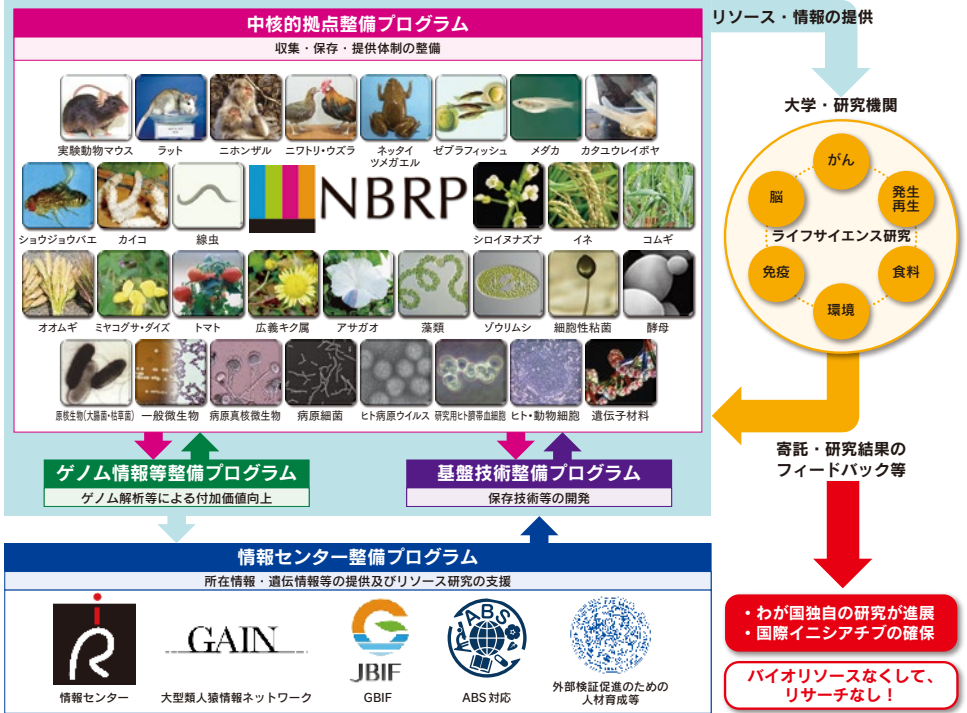 中核的拠点整備プログラム
収集・保存・提供体制の整備
実験動物マウス
ラット
ニホンザル
ニワトリ・ウズラ
ネッタイ
ツメガエル
ゼブラフィッシュ
メダカ
カタユウレイボヤ
ショウジョウバエ
カイコ
線虫
NBRP
シロイヌナズナ
イネ
コムギ
オオムギ
ミヤコグサ・ダイズ
トマト
広義キク属
アサガオ
藻類
ゾウリムシ
細胞性粘菌
酵母
原核生物(大腸菌・枯草菌)
一般微生物
病原真核微生物
病原細菌
ヒト病原ウイルス
研究用ヒト臍帯血細胞
ヒト・動物細胞
遺伝子材料
ゲノム情報等整備プログラム
ゲノム解析等による付加価値向上
基盤技術整備プログラム
保存技術等の開発
情報センター整備プログラム
所在情報・遺伝情報等の提供及びリソース研究の支援
iR
情報センター
GAIN
大型類人猿情報ネットワーク
JBIF
GBIF
ABS
ABS対応
外部検証促進のための
人材育成等
リソース・情報の提供
大学・研究機関
がん
脳
発生
再生
ライフサイエンス研究
免疫
食料
環境
寄託・研究結果の
フィードバック等
・わが国独自の研究が進展
・国際イニシアチブの確保
バイオリソースなくして、
リサーチなし！